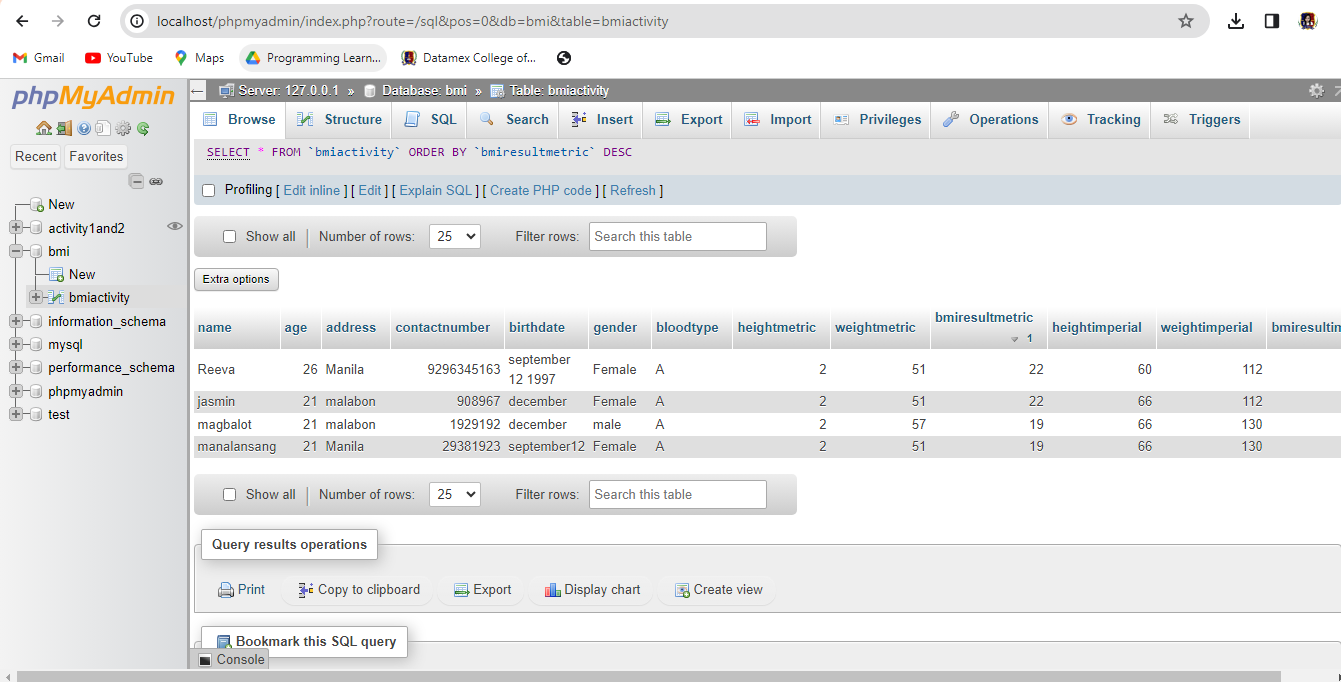 localhost/phpmyadmin/index.php?route=/sql&pos=0&db=bmi&table=bmiactivity
Gmail YouTube Maps Programming Learn... Datamex College of...
phpMyAdmin
Recent Favorites
New
activity1and2
bmi
New
bmiactivity
information_schema
mysql
performance_schema
phpmyadmin
test
Server: 127.0.0.1 » Database: bmi » Table: bmiactivity
Browse Structure SQL Search Insert Export Import Privileges Operations Tracking Triggers
SELECT * FROM `bmiactivity` ORDER BY `bmiresultmetric` DESC
Profiling [ Edit inline ] [ Edit ] [ Explain SQL ] [ Create PHP code ] [ Refresh ]
Show all Number of rows: 25 Filter rows: Search this table
Extra options
name age address contactnumber birthdate gender bloodtype heightmetric weightmetric bmiresultmetric 1 heightimperial weightimperial bmiresultim
Reeva 26 Manila 9296345163 september 12 1997 Female A 2 51 22 60 112
jasmin 21 malabon 908967 december Female A 2 51 22 66 112
magbalot 21 malabon 1929192 december male A 2 57 19 66 130
manalansang 21 Manila 29381923 september12 Female A 2 51 19 66 130
Show all Number of rows: 25 Filter rows: Search this table
Query results operations
Print Copy to clipboard Export Display chart Create view
Bookmark this SQL query
Console